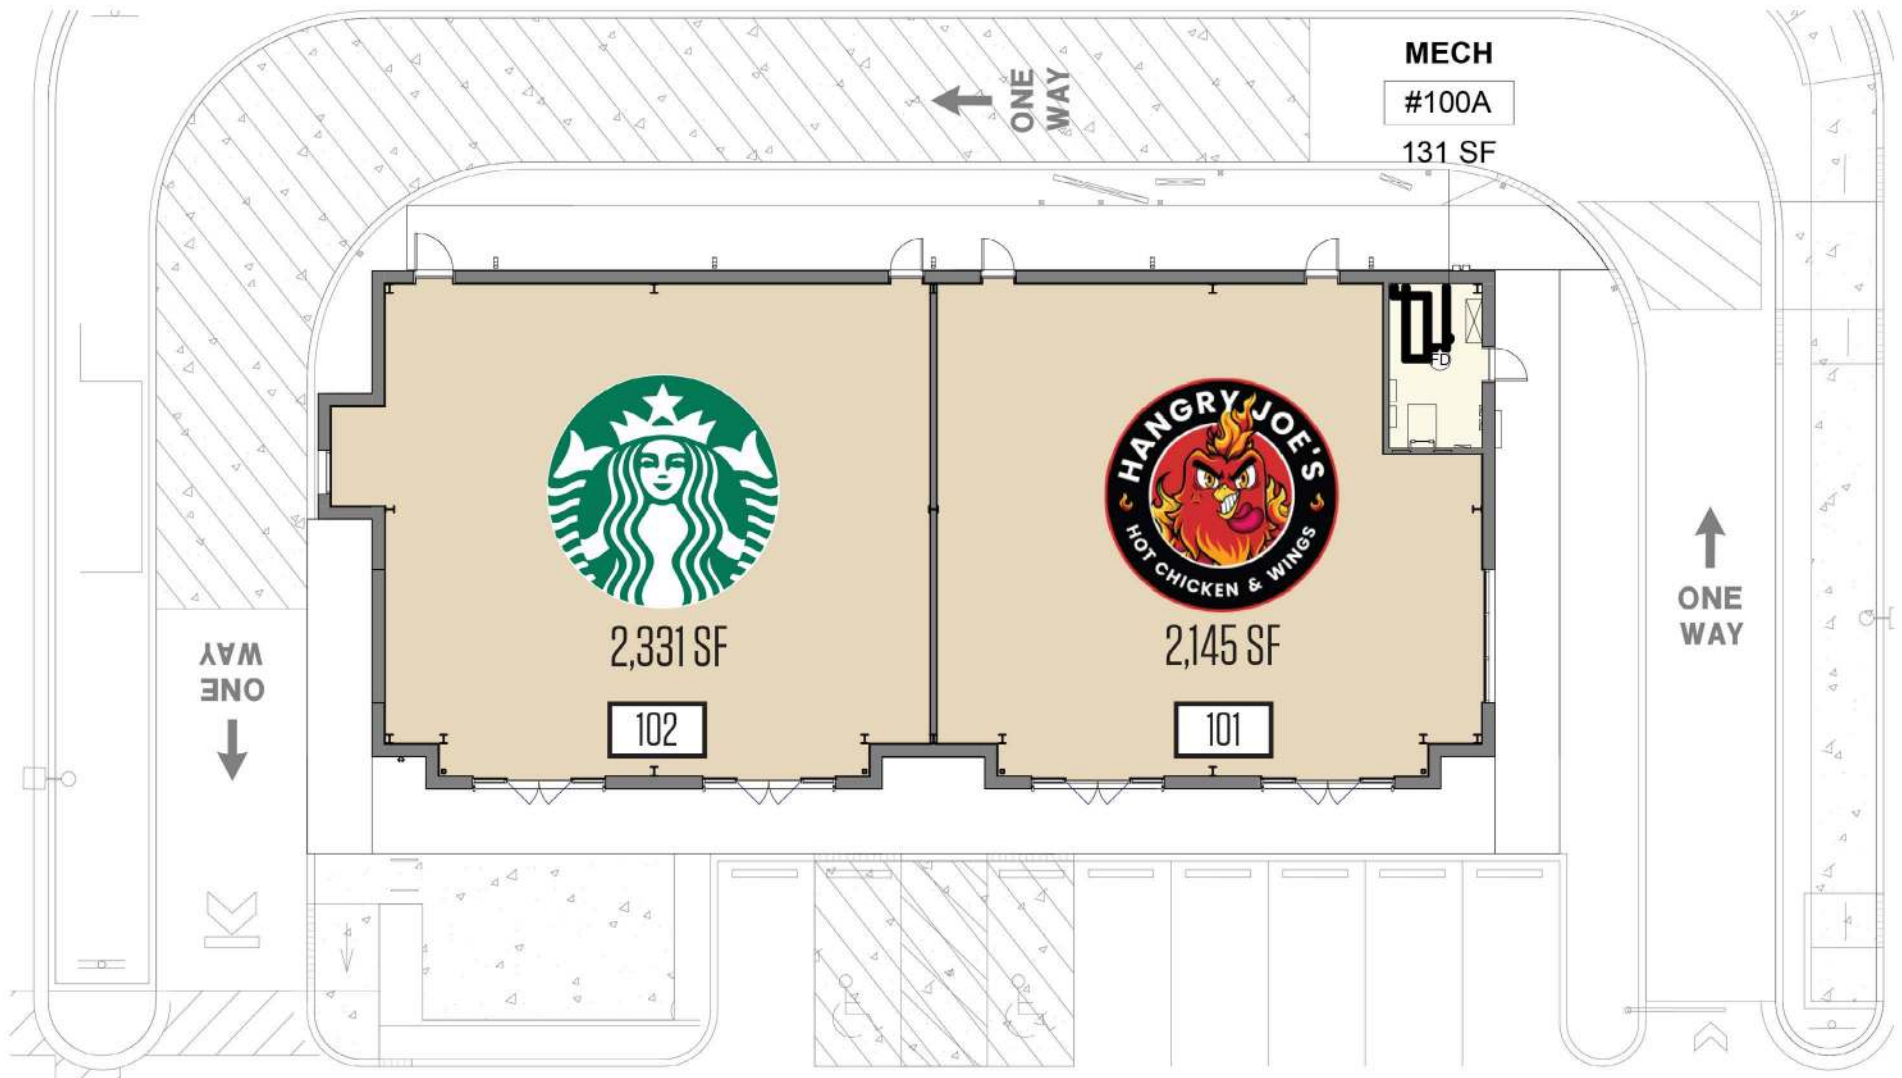 MECH
#100A
131 SF
ONE
WAY
FD
HANGRY JOE'S
HOT CHICKEN & WINGS
2,331 SF
2,145 SF
102
101
ONE
WAY
ONE
WAY